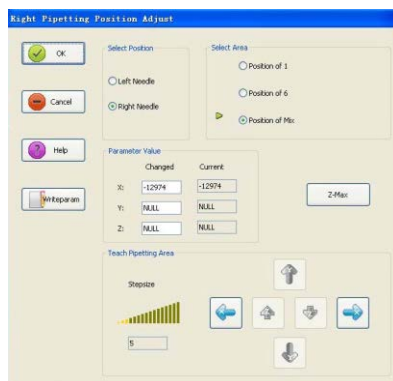 Right Pipetting Position Adjust
OK
Cancel
Help
Writeparam
Select Position
Left Needle
Right Needle
Select Area
Position of 1
Position of 6
Position of Mix
Parameter Value
Changed Current
X: -12974 -12974
Y: NULL NULL
Z: NULL NULL
Z-Max
Teach Pipetting Area
Stepsize
5